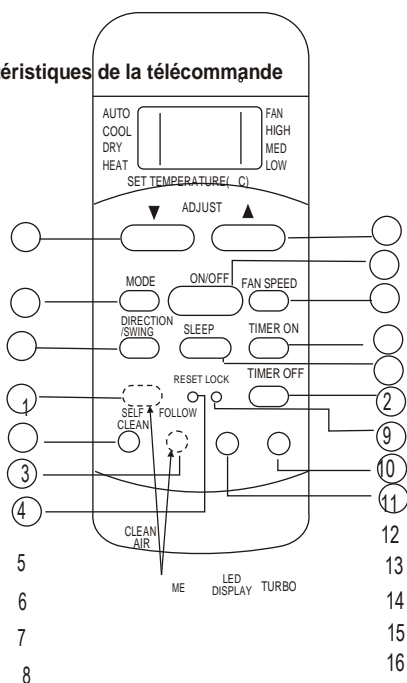 téristiques de la télécommande
AUTO FAN
COOL HIGH
DRY MED
HEAT LOW
SET TEMPERATURE( C)
▼ ADJUST ▲
MODE ON/OFF FAN SPEED
DIRECTION
/SWING SLEEP TIMER ON
RESET LOCK TIMER OFF
1 2
SELF FOLLOW
CLEAN
9
3 10
4 11
CLEAN
AIR
12
5 13
ME LED
DISPLAY TURBO
6 14
7 15
8 16